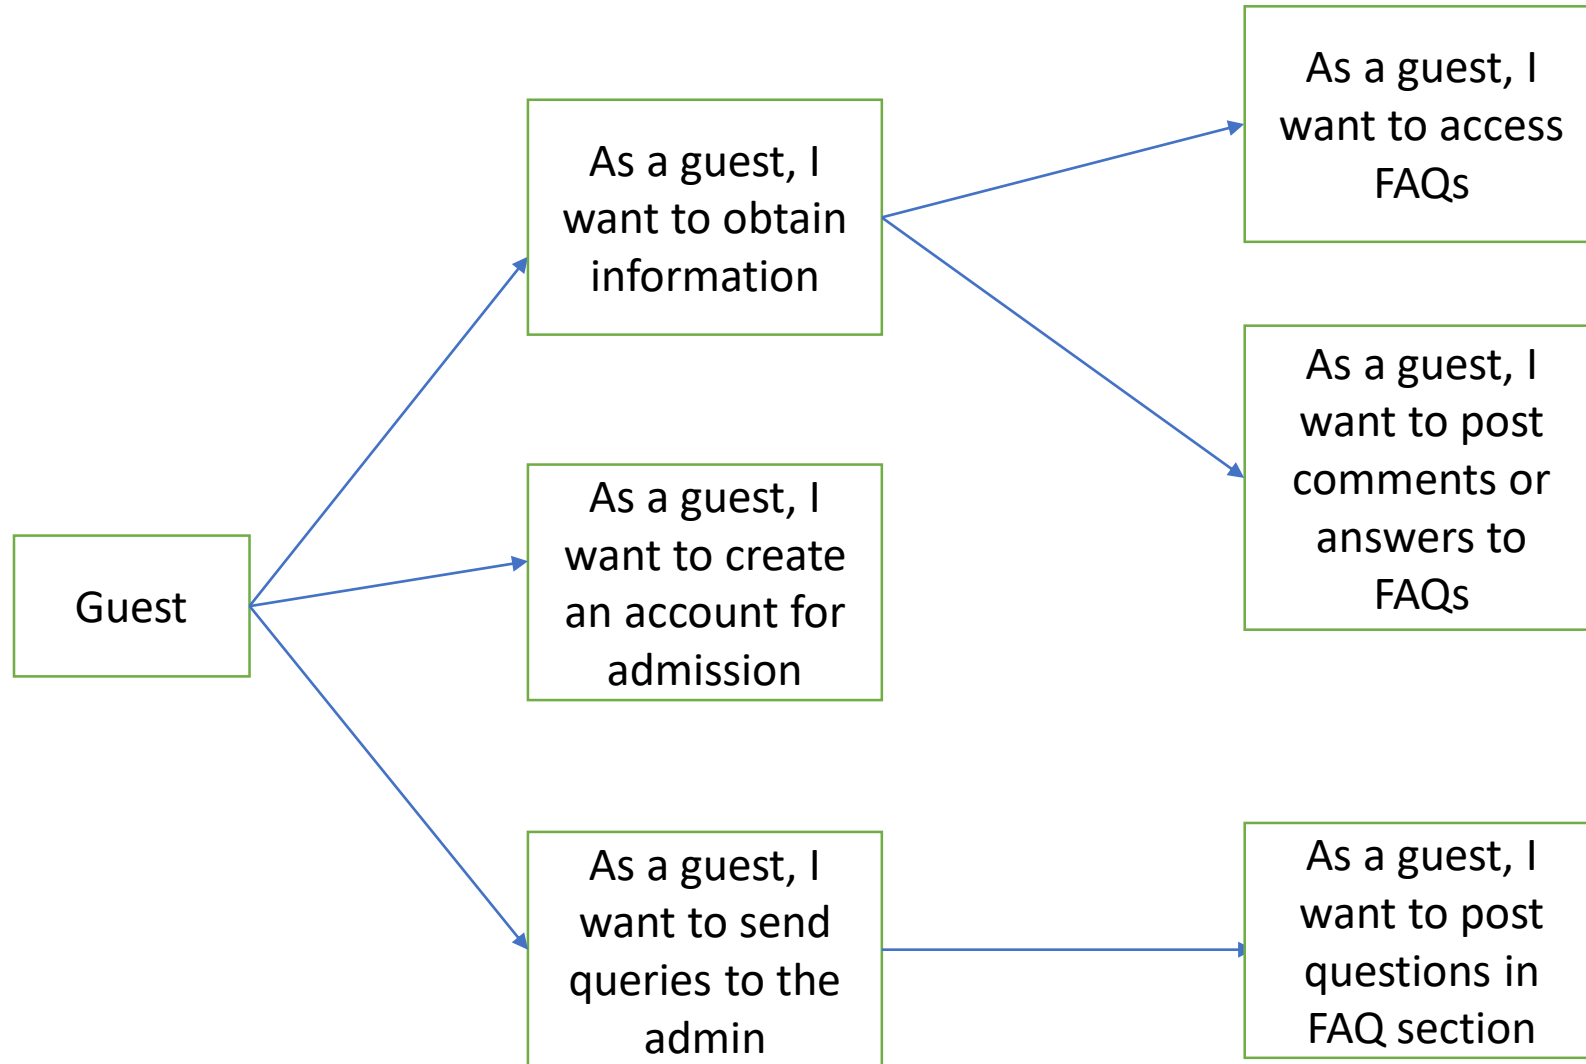 Guest
As a guest, I
want to obtain
information
As a guest, I
want to create
an account for
admission
As a guest, I
want to send
queries to the
admin
As a guest, I
want to access
FAQs
As a guest, I
want to post
comments or
answers to
FAQs
As a guest, I
want to post
questions in
FAQ section